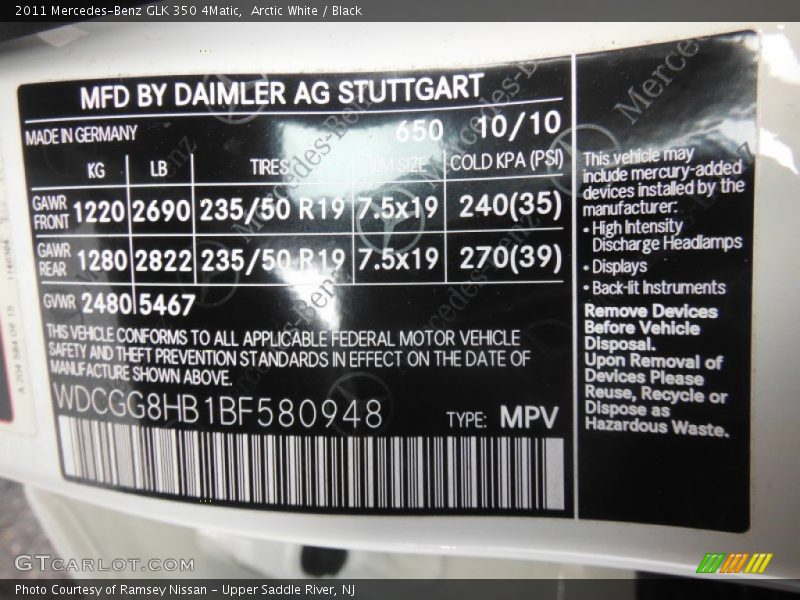 2011 Mercedes-Benz GLK 350 4Matic, Arctic White / Black
MFD BY DAIMLER AG STUTTGART
MADE IN GERMANY 650 10/10
KG LB TIRES RIM SIZE COLD KPA (PSI)
GAWR FRONT 1220 2690 235/50 R19 7.5x19 240(35)
GAWR REAR 1280 2822 235/50 R19 7.5x19 270(39)
GVWR 2480 5467
THIS VEHICLE CONFORMS TO ALL APPLICABLE FEDERAL MOTOR VEHICLE
SAFETY AND THEFT PREVENTION STANDARDS IN EFFECT ON THE DATE OF
MANUFACTURE SHOWN ABOVE.
WDCGG8HB1BF580948 TYPE: MPV
This vehicle may
include mercury-added
devices installed by the
manufacturer:
• High Intensity
Discharge Headlamps
• Displays
• Back-lit Instruments
Remove Devices
Before Vehicle
Disposal.
Upon Removal of
Devices Please
Reuse, Recycle or
Dispose as
Hazardous Waste.
GTCARLOT.COM
Photo Courtesy of Ramsey Nissan - Upper Saddle River, NJ